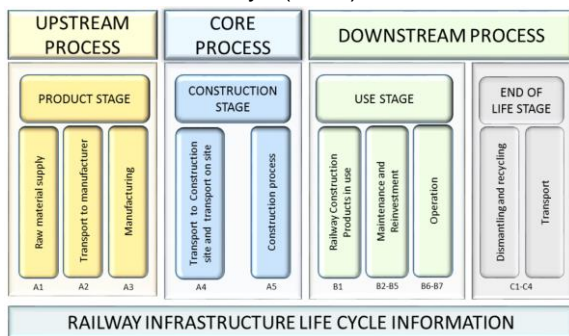 UPSTREAM
PROCESS
CORE
PROCESS
DOWNSTREAM PROCESS
PRODUCT STAGE
CONSTRUCTION
STAGE
USE STAGE
END OF
LIFE STAGE
Raw material supply
Transport to manufacturer
Manufacturing
Transport to Construction
site and transport on site
Construction process
Railway Construction
Products in use
Maintenance and
Reinvestment
Operation
Dismantling and recycling
Transport
A1
A2
A3
A4
A5
B1
B2-B5
B6-B7
C1-C4
RAILWAY INFRASTRUCTURE LIFE CYCLE INFORMATION